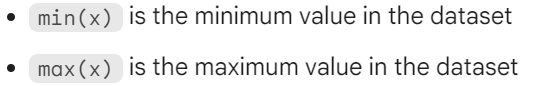 • min(x) is the minimum value in the dataset
• max(x) is the maximum value in the dataset